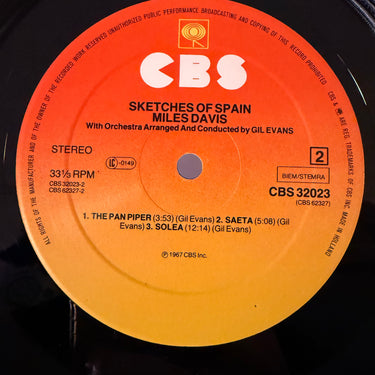 ALL RIGHTS OF THE MANUFACTURER AND OF THE OWNER OF THE RECORDED WORK RESERVED UNAUTHORIZED PUBLIC PERFORMANCE BROADCASTING AND COPYING OF THIS RECORD PROHIBITED
CBS
SKETCHES OF SPAIN
MILES DAVIS
With Orchestra Arranged And Conducted by GIL EVANS
STEREO
LC-0149
2
BIEM/STEMRA
33⅓ RPM
CBS 32023-2
CBS 62327-2
CBS 32023
(CBS 62327)
1. THE PAN PIPER (3:53) (Gil Evans) 2. SAETA (5:08) (Gil
Evans) 3. SOLEA (12:14) (Gil Evans)
℗ 1967 CBS Inc.
ARE REG. TRADEMARKS OF CBS INC. MADE IN HOLLAND